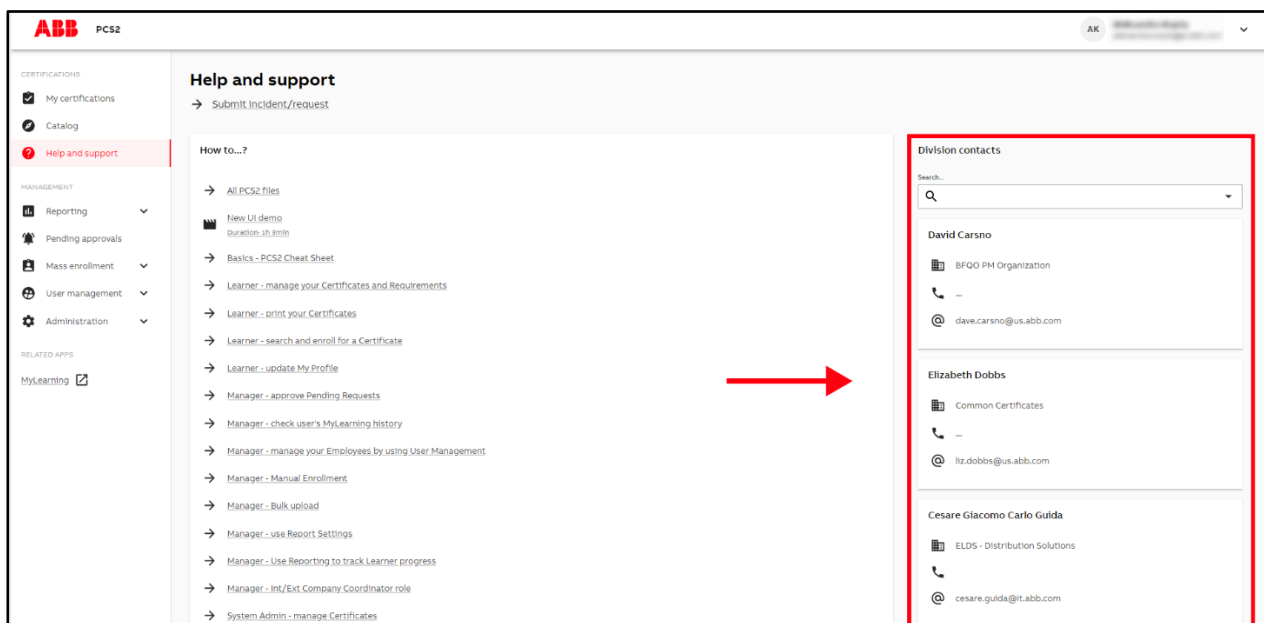 ABB PCS2
AK
CERTIFICATIONS
My certifications
Catalog
Help and support
MANAGEMENT
Reporting
Pending approvals
Mass enrollment
User management
Administration
RELATED APPS
MyLearning
Help and support
Submit incident/request
How to...?
All PCS2 files
New UI demo
Duration: 1h 3min
Basics - PCS2 Cheat Sheet
Learner - manage your Certificates and Requirements
Learner - print your Certificates
Learner - search and enroll for a Certificate
Learner - update My Profile
Manager - approve Pending Requests
Manager - check user's MyLearning history
Manager - manage your Employees by using User Management
Manager - Manual Enrollment
Manager - Bulk upload
Manager - use Report Settings
Manager - Use Reporting to track Learner progress
Manager - Int/Ext Company Coordinator role
System Admin - manage Certificates
Division contacts
Search...
David Carsno
BFQO PM Organization
...
dave.carsno@us.abb.com
Elizabeth Dobbs
Common Certificates
...
liz.dobbs@us.abb.com
Cesare Giacomo Carlo Guida
ELDS - Distribution Solutions
cesare.guida@it.abb.com